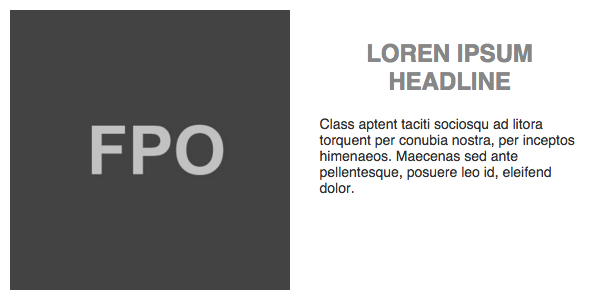 FPO
LOREN IPSUM
HEADLINE
Class aptent taciti sociosqu ad litora
torquent per conubia nostra, per inceptos
himenaeos. Maecenas sed ante
pellentesque, posuere leo id, eleifend
dolor.